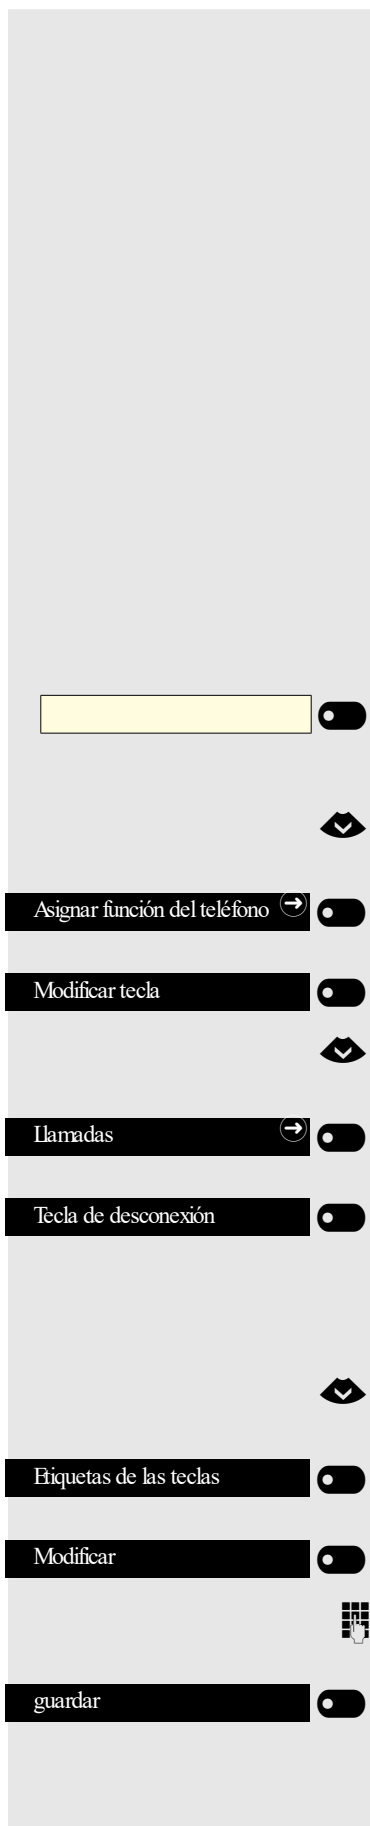 Asignar función del teléfono
Modificar tecla
Llamadas
Tecla de desconexión
Etiquetas de las teclas
Modificar
guardar